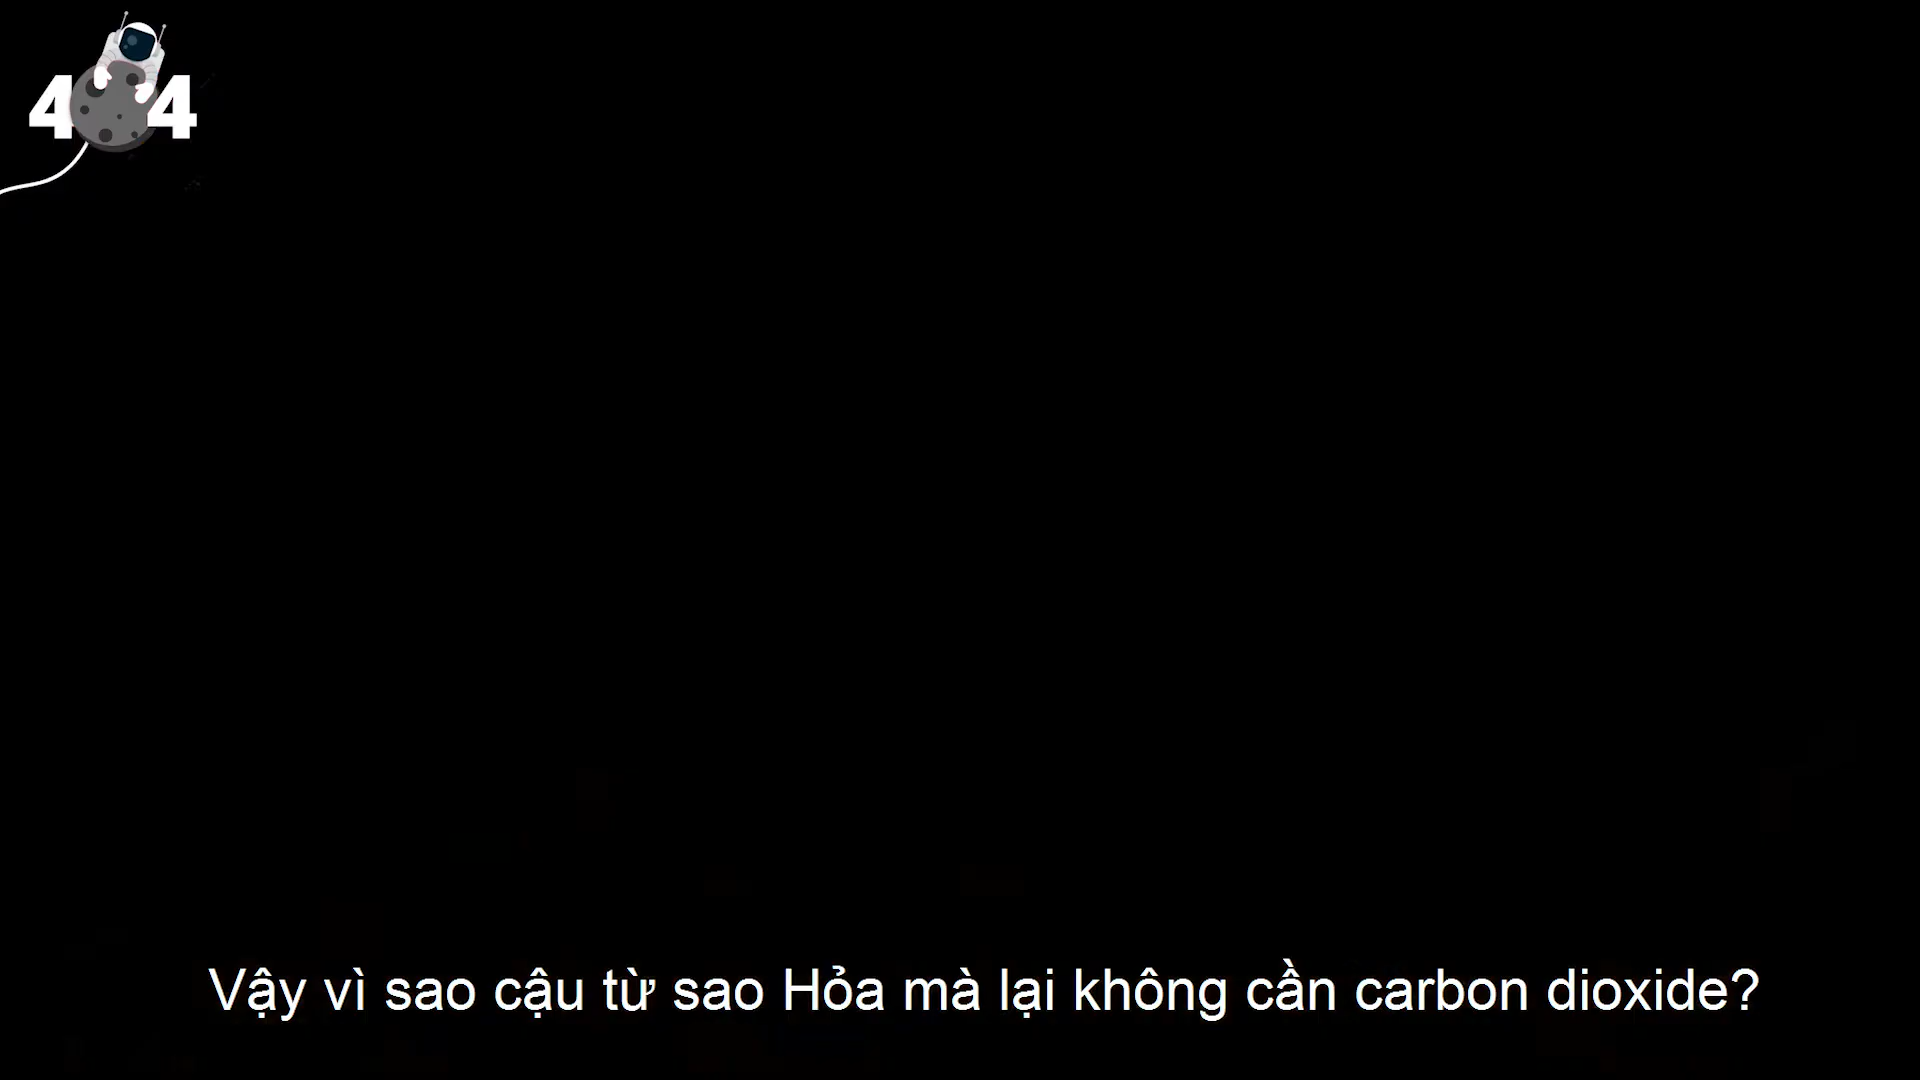 404
Vậy vì sao cậu từ sao Hỏa mà lại không cần carbon dioxide?